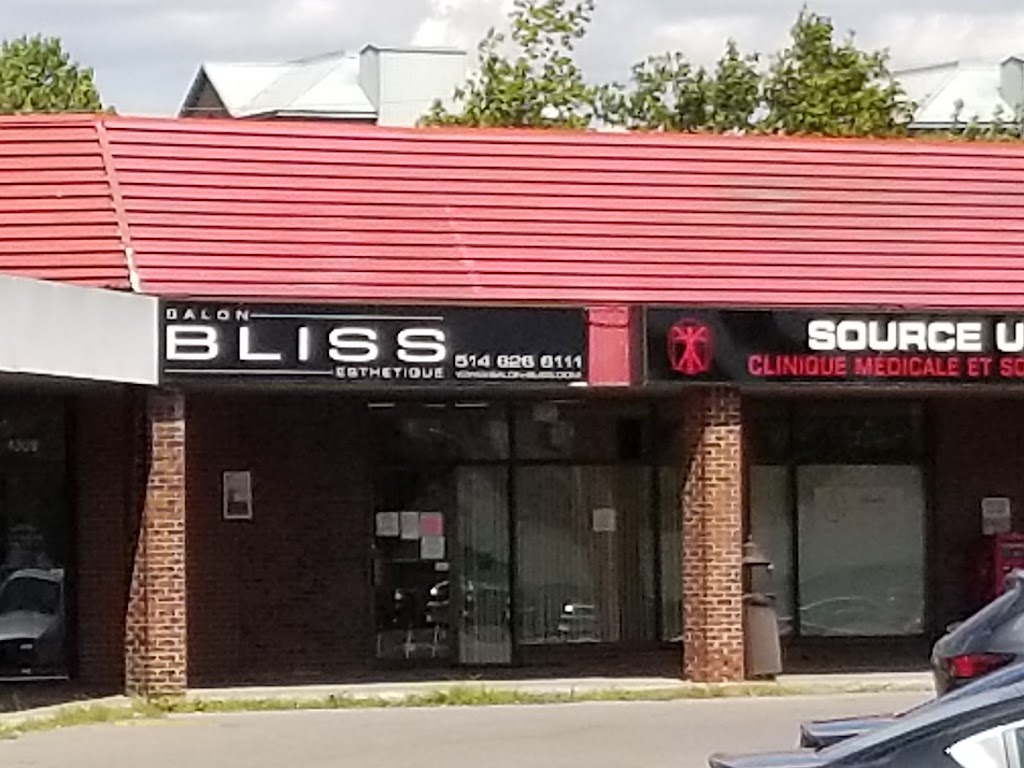 SALON
BLISS
514 626 6111
ESTHETIQUE
SOURCE U
CLINIQUE MÉDICALE ET SO